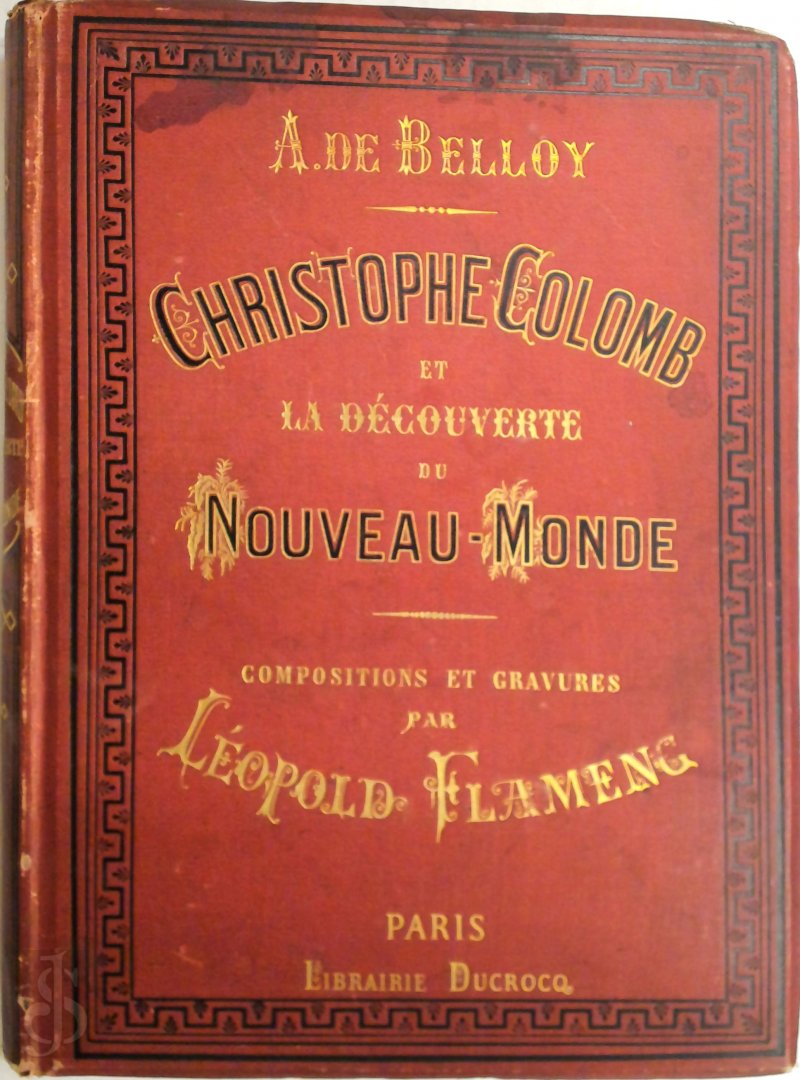 A. DE BELLOY
CHRISTOPHE COLOMB
ET
LA DÉCOUVERTE
DU
NOUVEAU-MONDE
COMPOSITIONS ET GRAVURES
PAR
LÉOPOLD FLAMENG
PARIS
LIBRAIRIE DUCROCQ